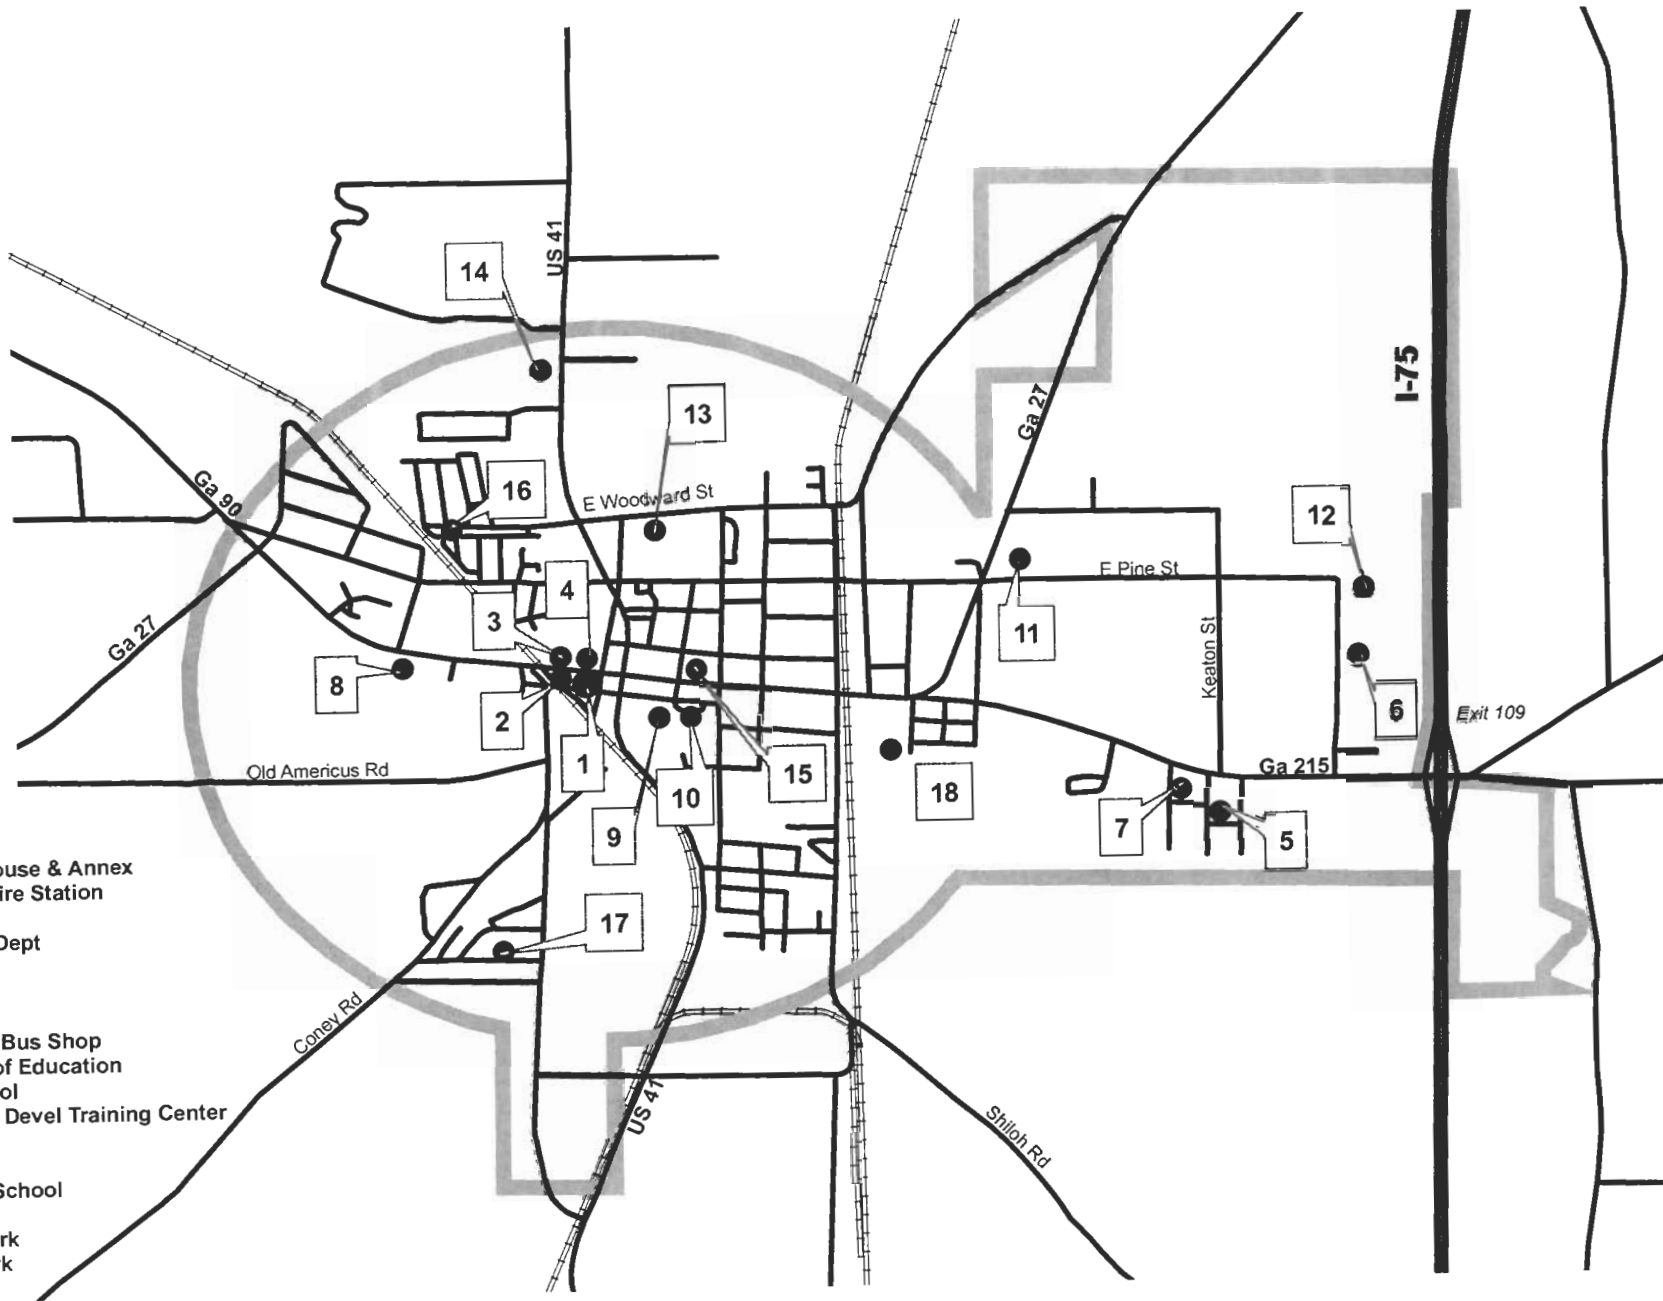 14
US 41
13
I-75
Ga 27
Ga 90
16
E Woodward St
12
4
E Pine St
3
11
Ga 27
Keaton St
8
6
2
Exit 109
1
15
Old Americus Rd
Ga 215
10
18
9
7
5
ouse & Annex
ire Station
17
Dept
Coney Rd
Bus Shop
of Education
ol
Devel Training Center
US 41
Shiloh Rd
School
rk
k